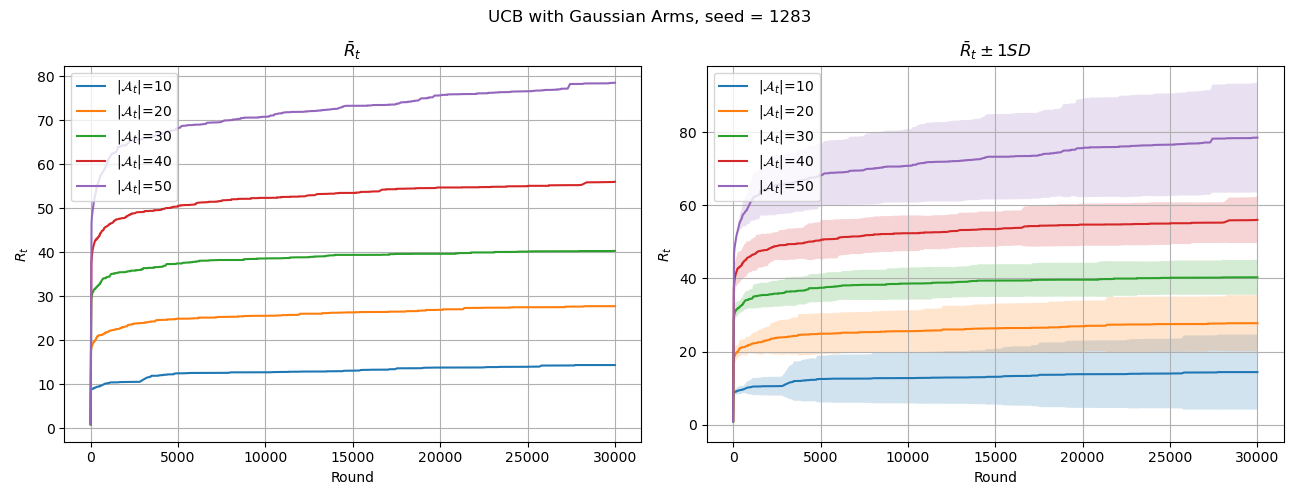 UCB with Gaussian Arms, seed = 1283
R̄_t
80
70
60
50
40
30
20
10
0
R_t
|𝒜_t|=10
|𝒜_t|=20
|𝒜_t|=30
|𝒜_t|=40
|𝒜_t|=50
0 5000 10000 15000 20000 25000 30000
Round
R̄_t ± 1SD
80
60
40
20
0
R_t
|𝒜_t|=10
|𝒜_t|=20
|𝒜_t|=30
|𝒜_t|=40
|𝒜_t|=50
0 5000 10000 15000 20000 25000 30000
Round